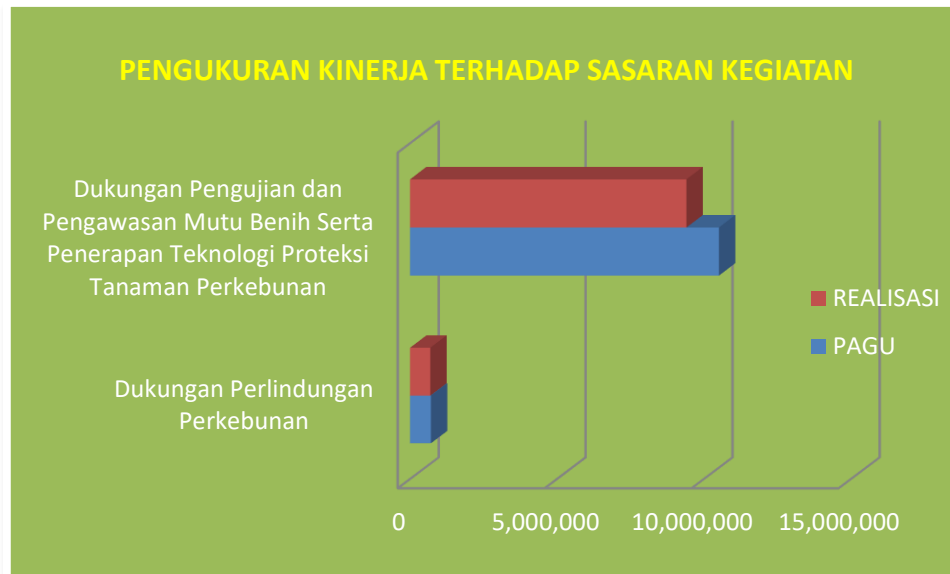 PENGUKURAN KINERJA TERHADAP SASARAN KEGIATAN
Dukungan Pengujian dan
Pengawasan Mutu Benih Serta
Penerapan Teknologi Proteksi
Tanaman Perkebunan
REALISASI
PAGU
Dukungan Perlindungan
Perkebunan
0 5,000,000 10,000,000 15,000,000